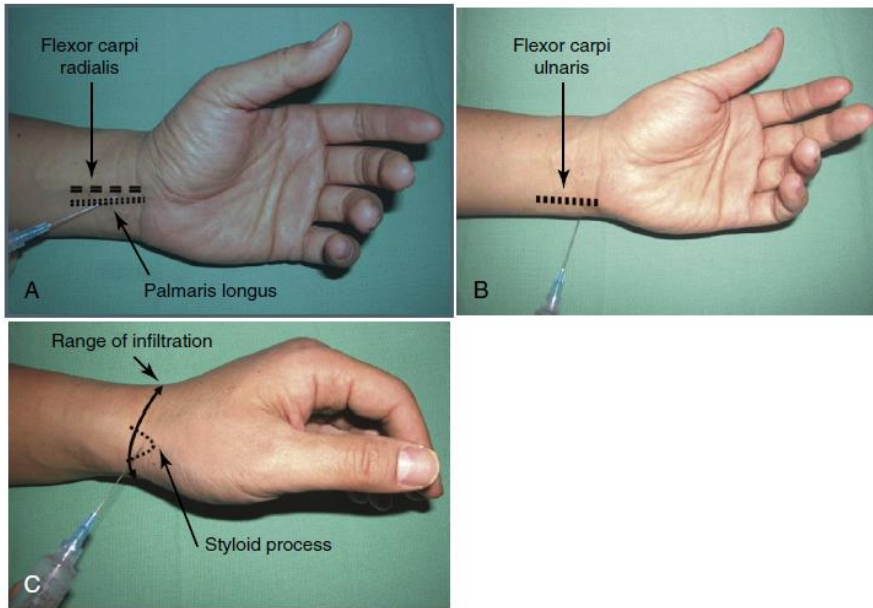 Flexor carpi
radialis
Palmaris longus
A
Flexor carpi
ulnaris
B
Range of infiltration
Styloid process
C